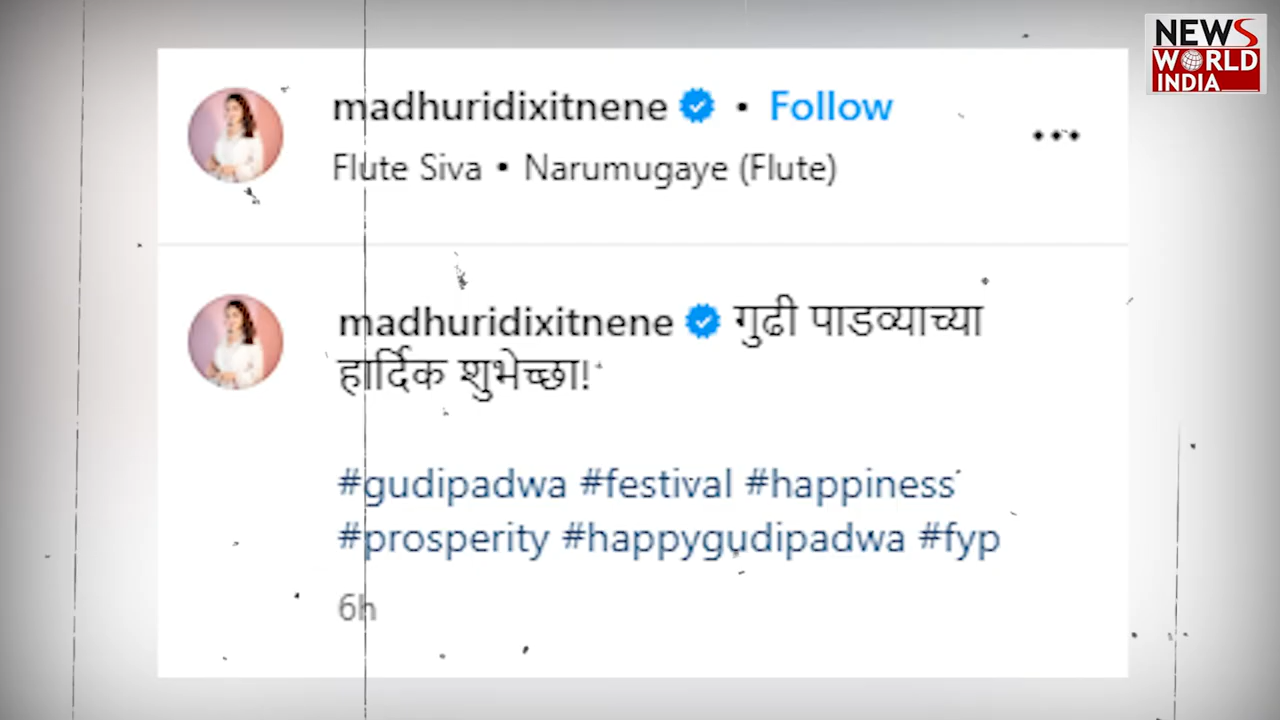 NEWS
WORLD
INDIA
madhuridixitnene • Follow
Flute Siva • Narumugaye (Flute)
madhuridixitnene गुढी पाडव्याच्या
हार्दिक शुभेच्छा!
#gudipadwa #festival #happiness
#prosperity #happygudipadwa #fyp
6h